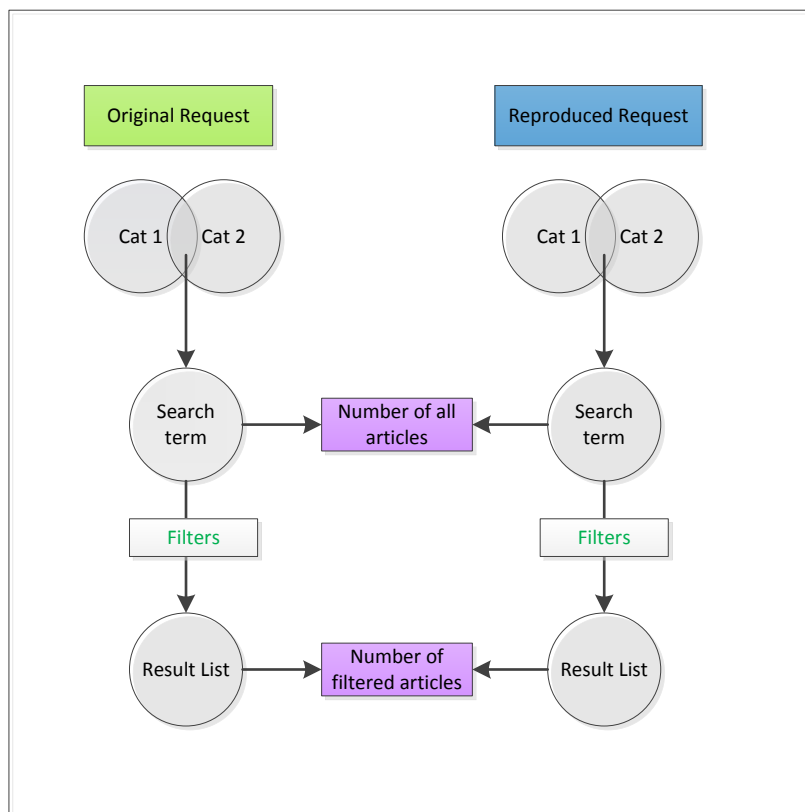 Original Request
Reproduced Request
Cat 1
Cat 2
Cat 1
Cat 2
Search
term
Number of all
articles
Search
term
Filters
Filters
Result List
Number of
filtered articles
Result List